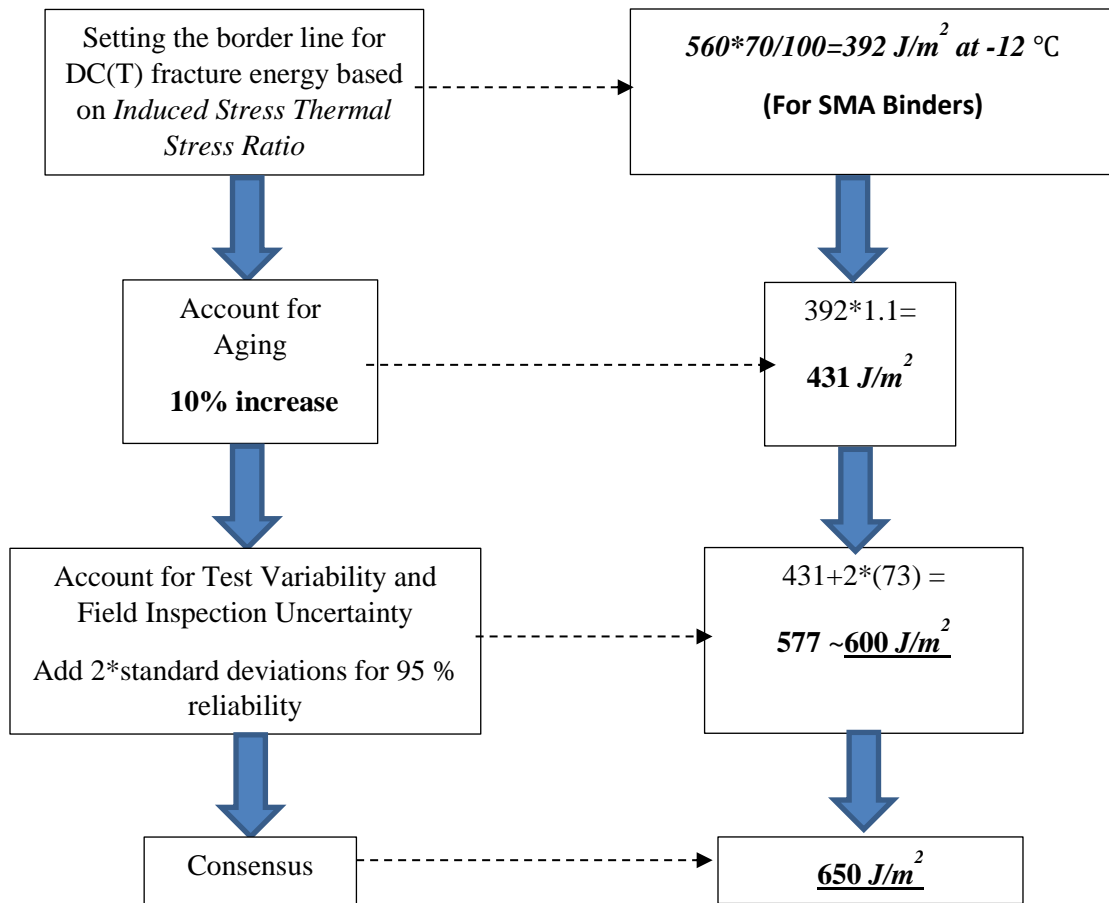 Setting the border line for
DC(T) fracture energy based
on Induced Stress Thermal
Stress Ratio
560*70/100=392 J/m² at -12 ℃
(For SMA Binders)
Account for
Aging
10% increase
392*1.1=
431 J/m²
Account for Test Variability and
Field Inspection Uncertainty
Add 2*standard deviations for 95 %
reliability
431+2*(73) =
577 ~600 J/m²
Consensus
650 J/m²